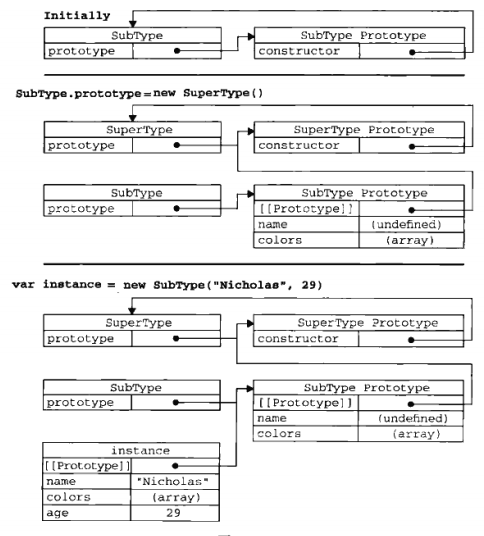 Initially
SubType
prototype
SubType Prototype
constructor
SubType.prototype=new SuperType()
SuperType
prototype
SuperType Prototype
constructor
SubType
prototype
SubType Prototype
[[Prototype]]
name (undefined)
colors (array)
var instance = new SubType("Nicholas", 29)
SuperType
prototype
SuperType Prototype
constructor
SubType
prototype
SubType Prototype
[[Prototype]]
name (undefined)
colors (array)
instance
[[Prototype]]
name "Nicholas"
colors (array)
age 29